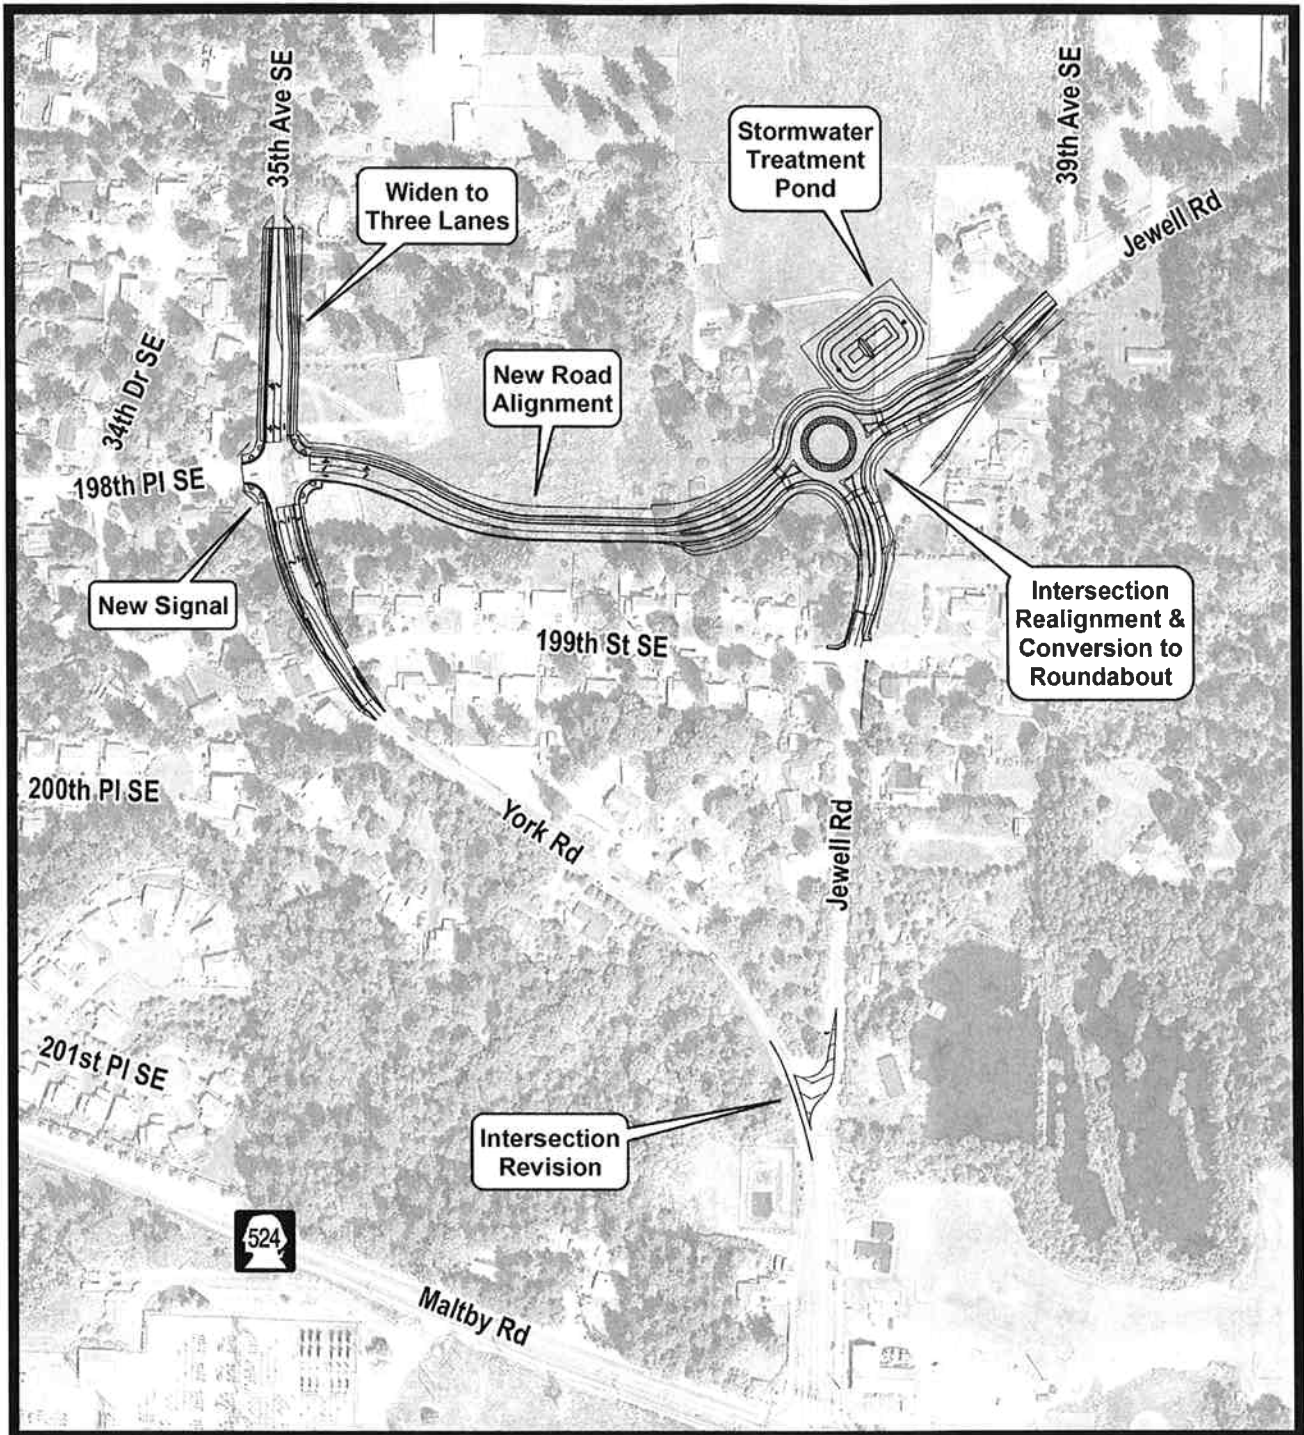 35th Ave SE
39th Ave SE
Stormwater
Treatment
Pond
Widen to
Three Lanes
Jewell Rd
34th Dr SE
New Road
Alignment
198th Pl SE
New Signal
Intersection
Realignment &
Conversion to
Roundabout
199th St SE
200th Pl SE
York Rd
Jewell Rd
201st Pl SE
Intersection
Revision
524
Maltby Rd